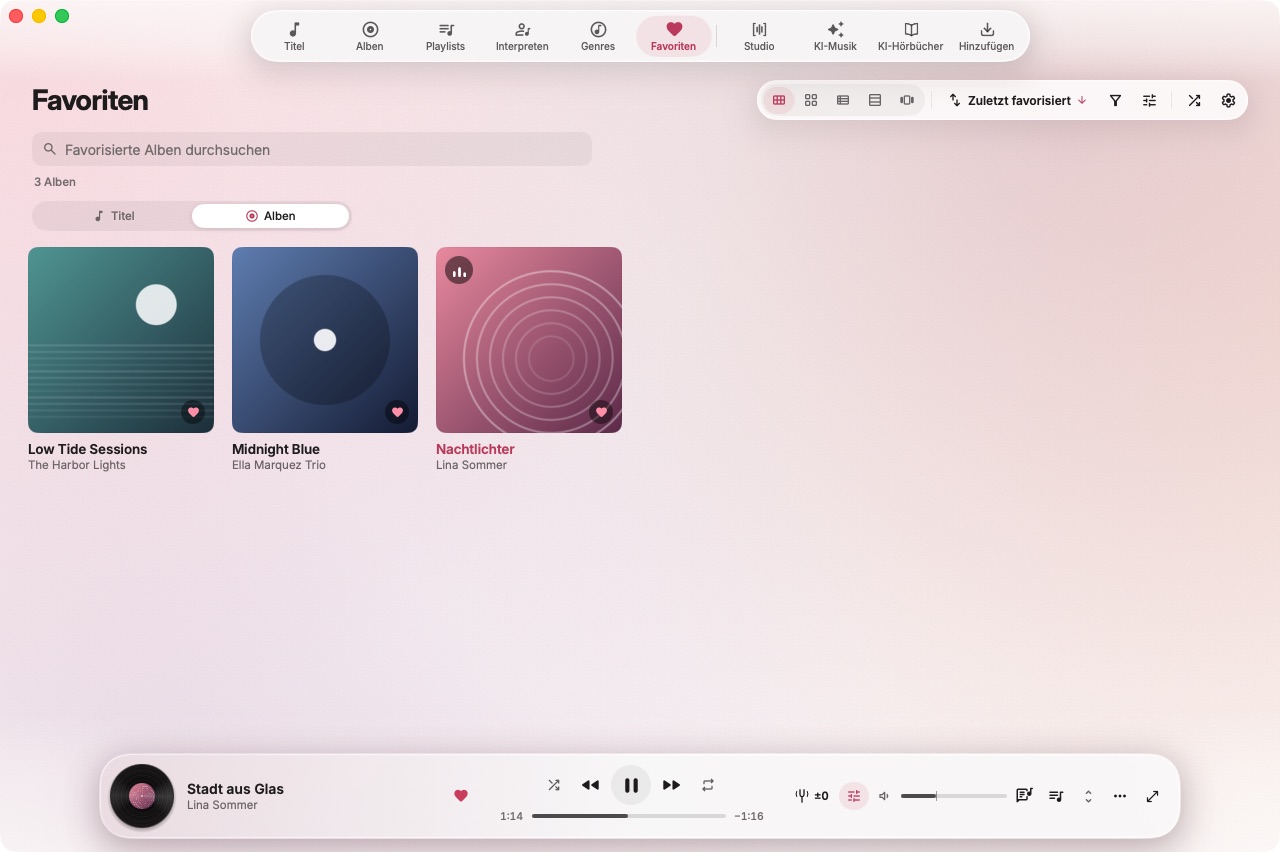 Titel
Alben
Playlists
Interpreten
Genres
Favoriten
Studio
KI-Musik
KI-Hörbücher
Hinzufügen
Favoriten
Zuletzt favorisiert
Favorisierte Alben durchsuchen
3 Alben
Titel
Alben
Low Tide Sessions
The Harbor Lights
Midnight Blue
Ella Marquez Trio
Nachtlichter
Lina Sommer
Stadt aus Glas
Lina Sommer
1:14
−1:16
±0